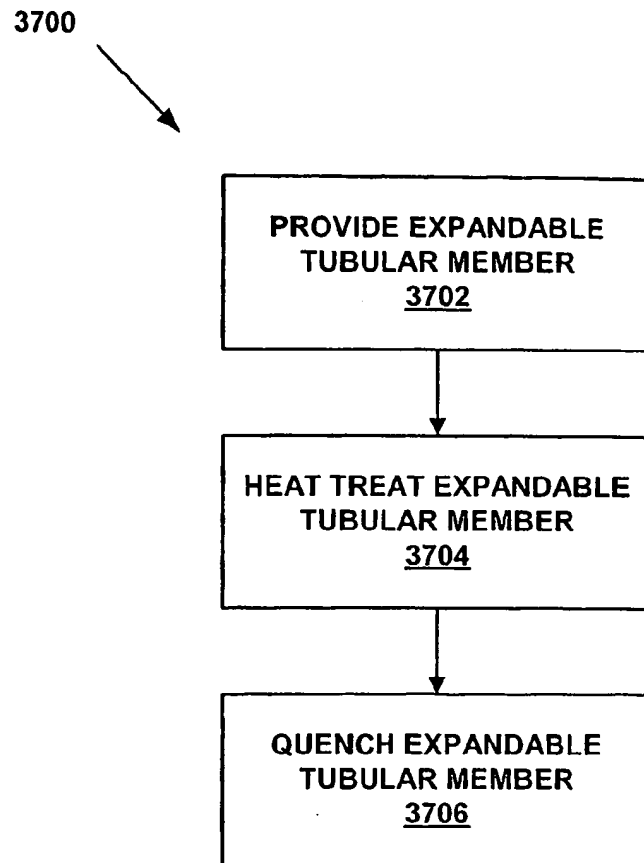 3700
PROVIDE EXPANDABLE
TUBULAR MEMBER
3702
HEAT TREAT EXPANDABLE
TUBULAR MEMBER
3704
QUENCH EXPANDABLE
TUBULAR MEMBER
3706